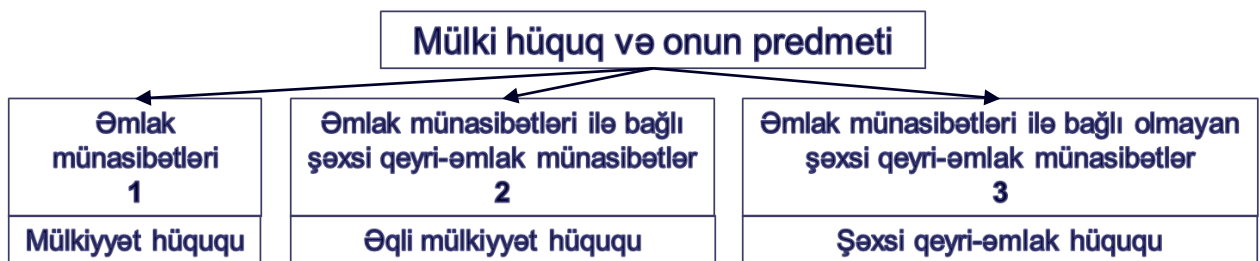 Mülki hüquq və onun predmeti
Əmlak
münasibətləri
1
Mülkiyyət hüququ
Əmlak münasibətləri ilə bağlı
şəxsi qeyri-əmlak münasibətlər
2
Əqli mülkiyyət hüququ
Əmlak münasibətləri ilə bağlı olmayan
şəxsi qeyri-əmlak münasibətlər
3
Şəxsi qeyri-əmlak hüququ